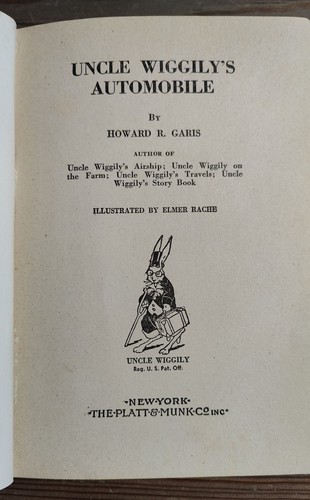 UNCLE WIGGILY'S
AUTOMOBILE
BY
HOWARD R. GARIS
AUTHOR OF
Uncle Wiggily's Airship; Uncle Wiggily on
the Farm; Uncle Wiggily's Travels; Uncle
Wiggily's Story Book
ILLUSTRATED BY ELMER RACHE
UNCLE WIGGILY
Reg. U. S. Pat. Off.
·NEW·YORK·
·THE·PLATT·&·MUNK·CO INC·